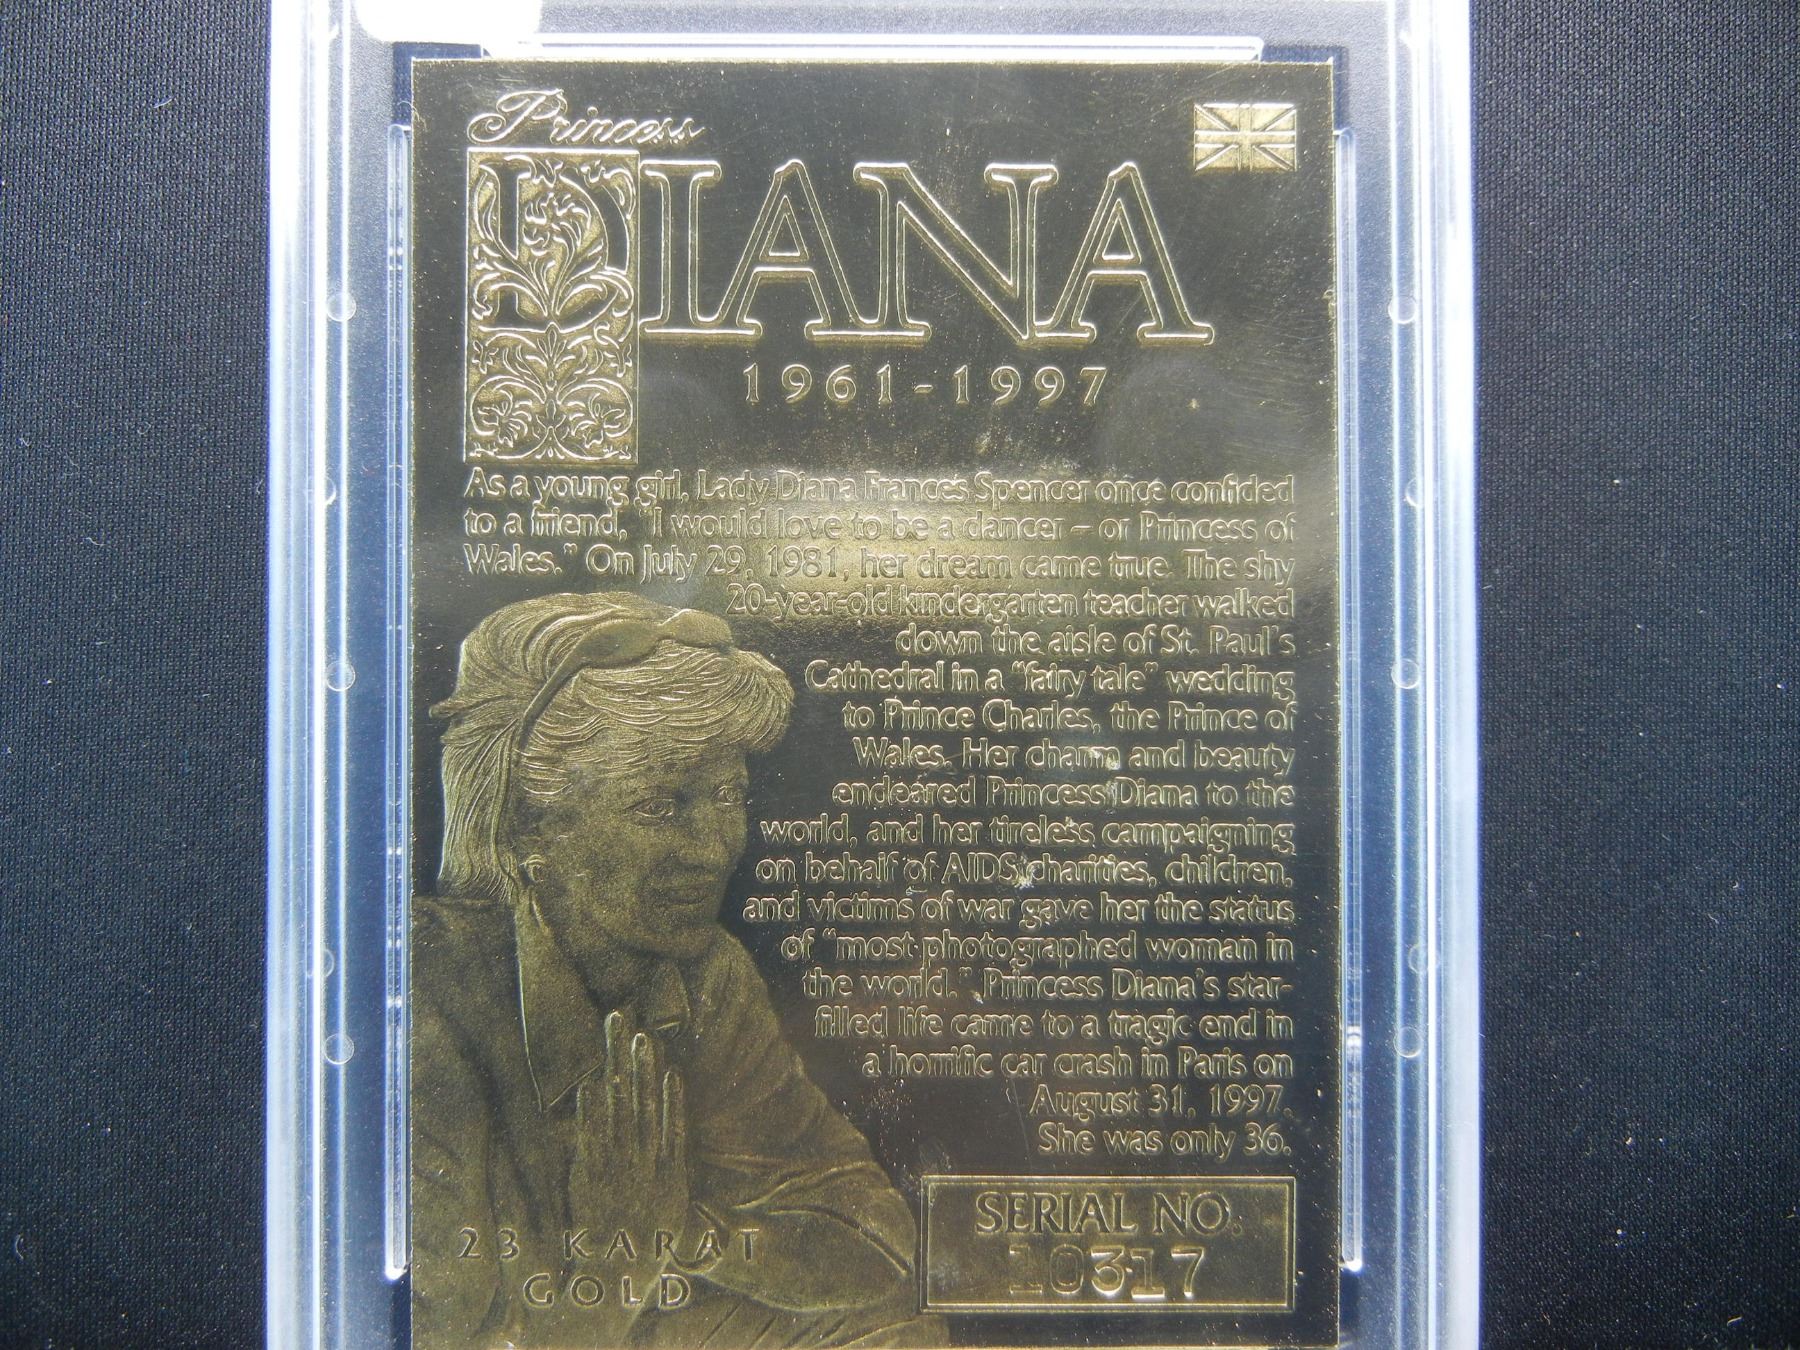 Princess
DIANA
1961-1997
As a young girl, Lady Diana Frances Spencer once confided
to a friend, "I would love to be a dancer – or Princess of
Wales." On July 29, 1981, her dream came true. The shy
20-year-old kindergarten teacher walked
down the aisle of St. Paul's
Cathedral in a "fairy tale" wedding
to Prince Charles, the Prince of
Wales. Her charm and beauty
endeared Princess Diana to the
world, and her tireless campaigning
on behalf of AIDS charities, children,
and victims of war gave her the status
of "most photographed woman in
the world." Princess Diana's star-
filled life came to a tragic end in
a horrific car crash in Paris on
August 31, 1997.
She was only 36.
SERIAL NO.
10317
23 KARAT
GOLD